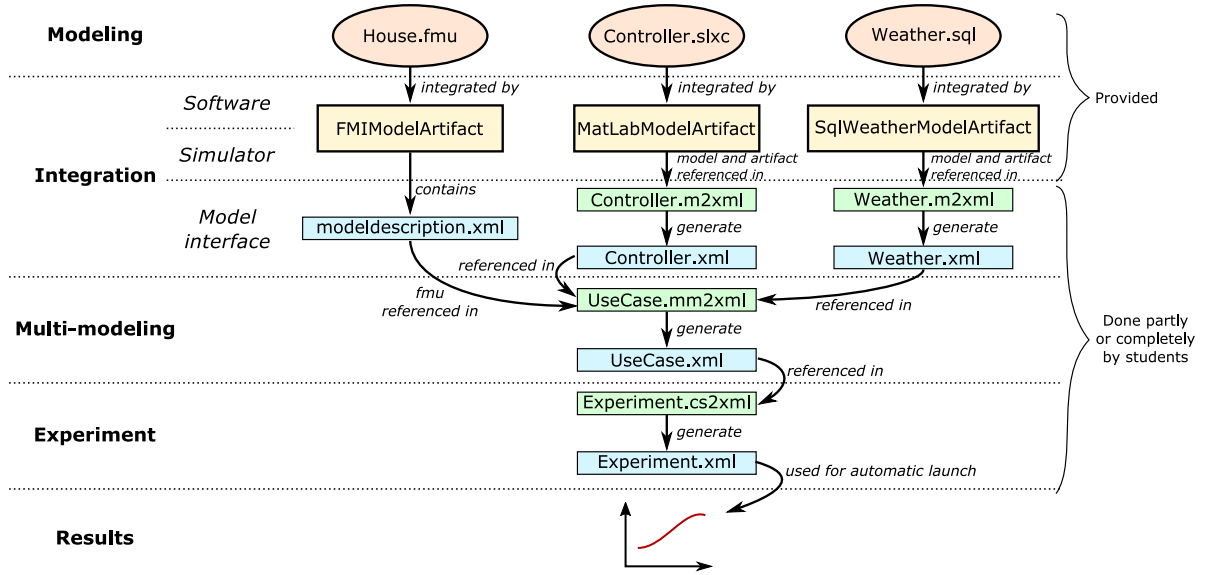 Modeling
House.fmu
Controller.slxc
Weather.sql
integrated by
integrated by
integrated by
Software
FMIModelArtifact
MatLabModelArtifact
SqlWeatherModelArtifact
Provided
Simulator
Integration
contains
model and artifact
referenced in
model and artifact
referenced in
Model
interface
modeldescription.xml
Controller.m2xml
Weather.m2xml
generate
generate
Controller.xml
Weather.xml
referenced in
fmu
referenced in
referenced in
Multi-modeling
UseCase.mm2xml
generate
UseCase.xml
referenced in
Done partly
or completely
by students
Experiment
Experiment.cs2xml
generate
Experiment.xml
used for automatic launch
Results